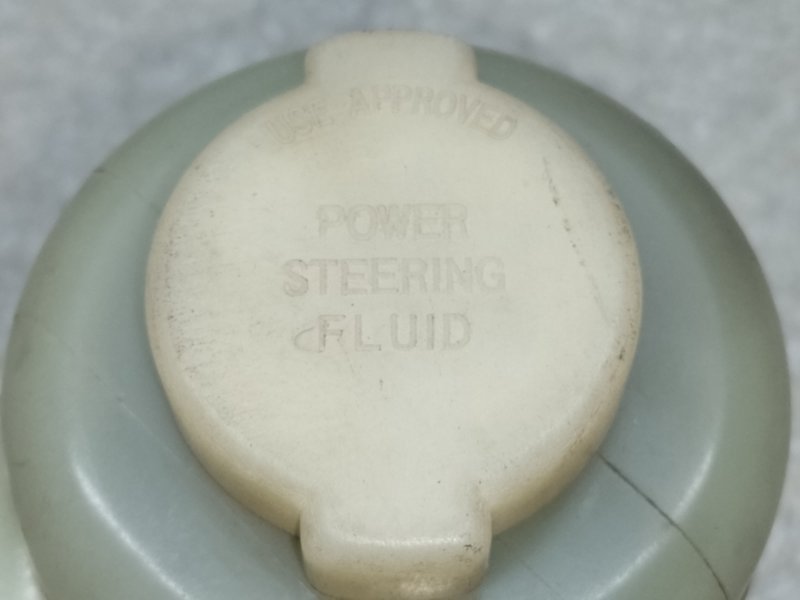 USE APPROVED
POWER
STEERING
FLUID